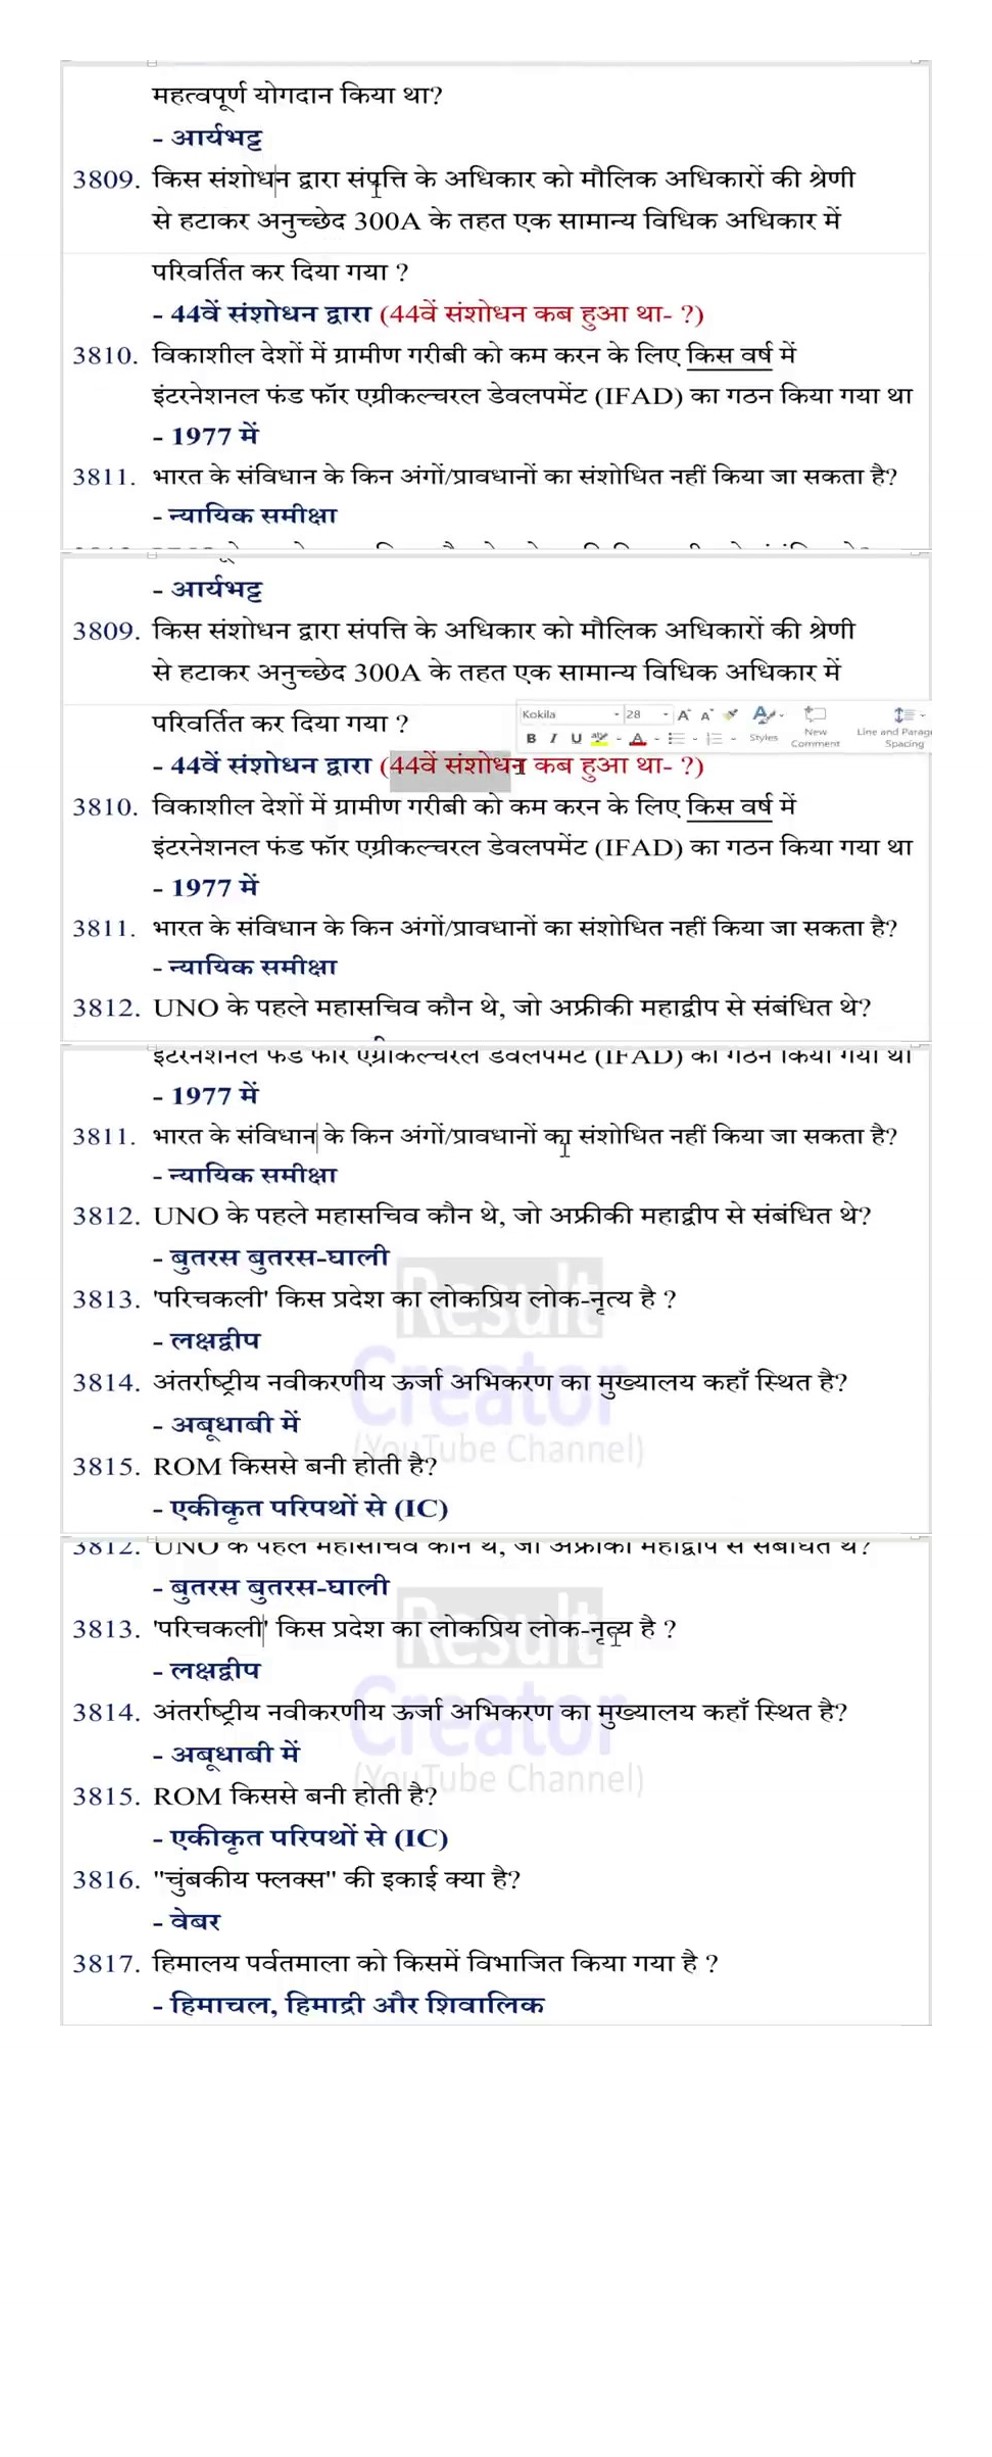 महत्वपूर्ण योगदान किया था?
- आर्यभट्ट
3809. किस संशोधन द्वारा संपत्ति के अधिकार को मौलिक अधिकारों की श्रेणी
से हटाकर अनुच्छेद 300A के तहत एक सामान्य विधिक अधिकार में
परिवर्तित कर दिया गया ?
- 44वें संशोधन द्वारा (44वें संशोधन कब हुआ था- ?)
3810. विकाशील देशों में ग्रामीण गरीबी को कम करन के लिए किस वर्ष में
इंटरनेशनल फंड फॉर एग्रीकल्चरल डेवलपमेंट (IFAD) का गठन किया गया था
- 1977 में
3811. भारत के संविधान के किन अंगों/प्रावधानों का संशोधित नहीं किया जा सकता है?
- न्यायिक समीक्षा
- आर्यभट्ट
3809. किस संशोधन द्वारा संपत्ति के अधिकार को मौलिक अधिकारों की श्रेणी
से हटाकर अनुच्छेद 300A के तहत एक सामान्य विधिक अधिकार में
परिवर्तित कर दिया गया ?
Kokila 28 A A
B I U A Styles New Comment Line and Parag Spacing
- 44वें संशोधन द्वारा (44वें संशोधन कब हुआ था- ?)
3810. विकाशील देशों में ग्रामीण गरीबी को कम करन के लिए किस वर्ष में
इंटरनेशनल फंड फॉर एग्रीकल्चरल डेवलपमेंट (IFAD) का गठन किया गया था
- 1977 में
3811. भारत के संविधान के किन अंगों/प्रावधानों का संशोधित नहीं किया जा सकता है?
- न्यायिक समीक्षा
3812. UNO के पहले महासचिव कौन थे, जो अफ्रीकी महाद्वीप से संबंधित थे?
इंटरनेशनल फंड फॉर एग्रीकल्चरल डेवलपमेंट (IFAD) का गठन किया गया था
- 1977 में
3811. भारत के संविधान के किन अंगों/प्रावधानों का संशोधित नहीं किया जा सकता है?
- न्यायिक समीक्षा
3812. UNO के पहले महासचिव कौन थे, जो अफ्रीकी महाद्वीप से संबंधित थे?
- बुतरस बुतरस-घाली
Result
3813. 'परिचकली' किस प्रदेश का लोकप्रिय लोक-नृत्य है ?
- लक्षद्वीप
Creator
3814. अंतर्राष्ट्रीय नवीकरणीय ऊर्जा अभिकरण का मुख्यालय कहाँ स्थित है?
- अबूधाबी में
(YouTube Channel)
3815. ROM किससे बनी होती है?
- एकीकृत परिपथों से (IC)
3812. UNO के पहले महासचिव कौन थे, जो अफ्रीकी महाद्वीप से संबंधित थे?
- बुतरस बुतरस-घाली
Result
3813. 'परिचकली' किस प्रदेश का लोकप्रिय लोक-नृत्य है ?
- लक्षद्वीप
Creator
3814. अंतर्राष्ट्रीय नवीकरणीय ऊर्जा अभिकरण का मुख्यालय कहाँ स्थित है?
- अबूधाबी में
(YouTube Channel)
3815. ROM किससे बनी होती है?
- एकीकृत परिपथों से (IC)
3816. "चुंबकीय फ्लक्स" की इकाई क्या है?
- वेबर
3817. हिमालय पर्वतमाला को किसमें विभाजित किया गया है ?
- हिमाचल, हिमाद्री और शिवालिक